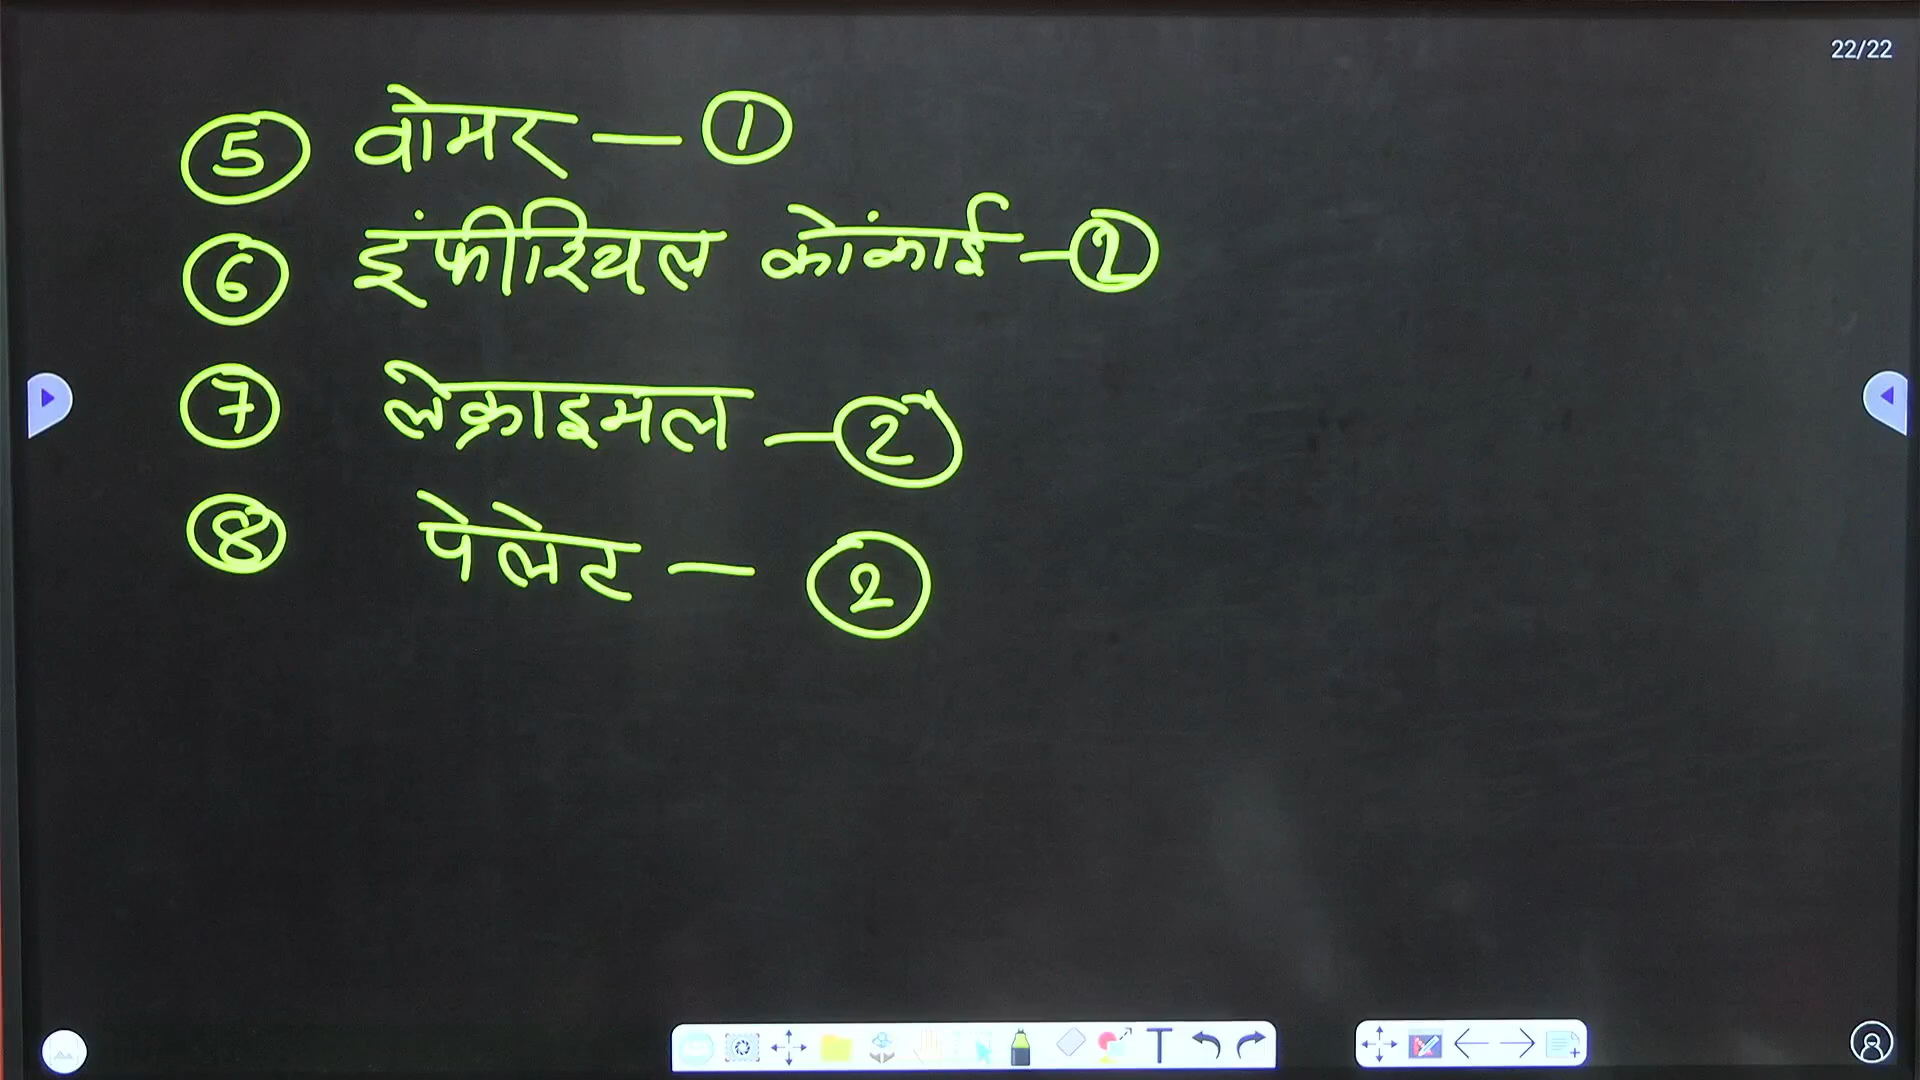 22/22
5 वोमर — 1
6 इंफीरियल कोंकाई — 2
7 लेक्राइमल — 2
8 पेलेट — 2